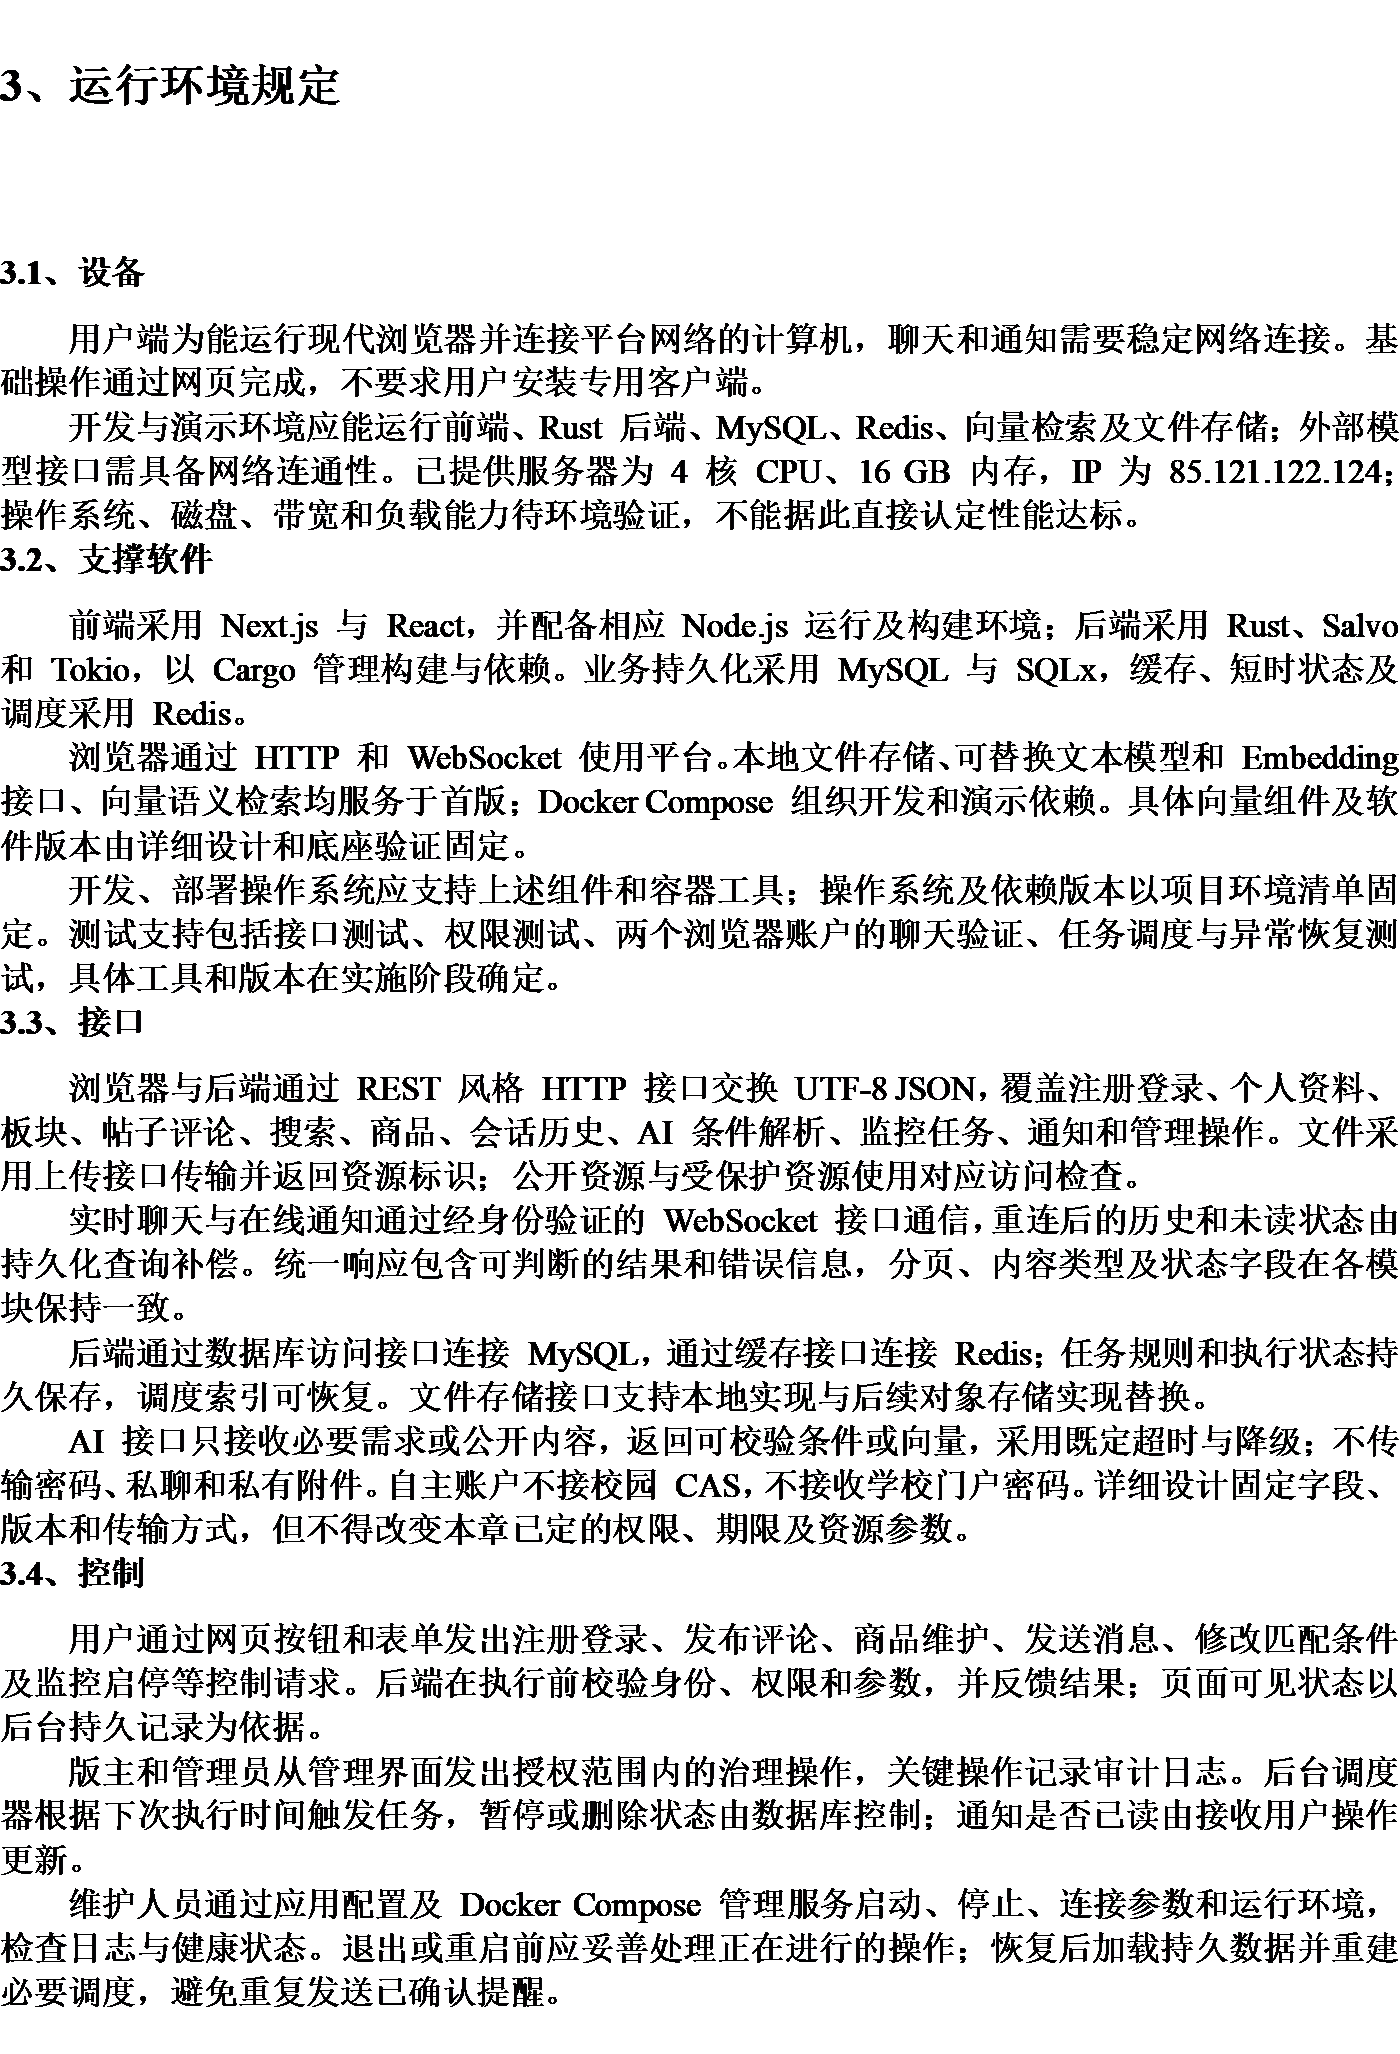 3、运行环境规定
3.1、设备
用户端为能运行现代浏览器并连接平台网络的计算机，聊天和通知需要稳定网络连接。基
础操作通过网页完成，不要求用户安装专用客户端。
开发与演示环境应能运行前端、Rust 后端、MySQL、Redis、向量检索及文件存储；外部模
型接口需具备网络连通性。已提供服务器为 4 核 CPU、16 GB 内存，IP 为 85.121.122.124；
操作系统、磁盘、带宽和负载能力待环境验证，不能据此直接认定性能达标。
3.2、支撑软件
前端采用 Next.js 与 React，并配备相应 Node.js 运行及构建环境；后端采用 Rust、Salvo
和 Tokio，以 Cargo 管理构建与依赖。业务持久化采用 MySQL 与 SQLx，缓存、短时状态及
调度采用 Redis。
浏览器通过 HTTP 和 WebSocket 使用平台。本地文件存储、可替换文本模型和 Embedding
接口、向量语义检索均服务于首版；Docker Compose 组织开发和演示依赖。具体向量组件及软
件版本由详细设计和底座验证固定。
开发、部署操作系统应支持上述组件和容器工具；操作系统及依赖版本以项目环境清单固
定。测试支持包括接口测试、权限测试、两个浏览器账户的聊天验证、任务调度与异常恢复测
试，具体工具和版本在实施阶段确定。
3.3、接口
浏览器与后端通过 REST 风格 HTTP 接口交换 UTF-8 JSON，覆盖注册登录、个人资料、
板块、帖子评论、搜索、商品、会话历史、AI 条件解析、监控任务、通知和管理操作。文件采
用上传接口传输并返回资源标识；公开资源与受保护资源使用对应访问检查。
实时聊天与在线通知通过经身份验证的 WebSocket 接口通信，重连后的历史和未读状态由
持久化查询补偿。统一响应包含可判断的结果和错误信息，分页、内容类型及状态字段在各模
块保持一致。
后端通过数据库访问接口连接 MySQL，通过缓存接口连接 Redis；任务规则和执行状态持
久保存，调度索引可恢复。文件存储接口支持本地实现与后续对象存储实现替换。
AI 接口只接收必要需求或公开内容，返回可校验条件或向量，采用既定超时与降级；不传
输密码、私聊和私有附件。自主账户不接校园 CAS，不接收学校门户密码。详细设计固定字段、
版本和传输方式，但不得改变本章已定的权限、期限及资源参数。
3.4、控制
用户通过网页按钮和表单发出注册登录、发布评论、商品维护、发送消息、修改匹配条件
及监控启停等控制请求。后端在执行前校验身份、权限和参数，并反馈结果；页面可见状态以
后台持久记录为依据。
版主和管理员从管理界面发出授权范围内的治理操作，关键操作记录审计日志。后台调度
器根据下次执行时间触发任务，暂停或删除状态由数据库控制；通知是否已读由接收用户操作
更新。
维护人员通过应用配置及 Docker Compose 管理服务启动、停止、连接参数和运行环境，
检查日志与健康状态。退出或重启前应妥善处理正在进行的操作；恢复后加载持久数据并重建
必要调度，避免重复发送已确认提醒。